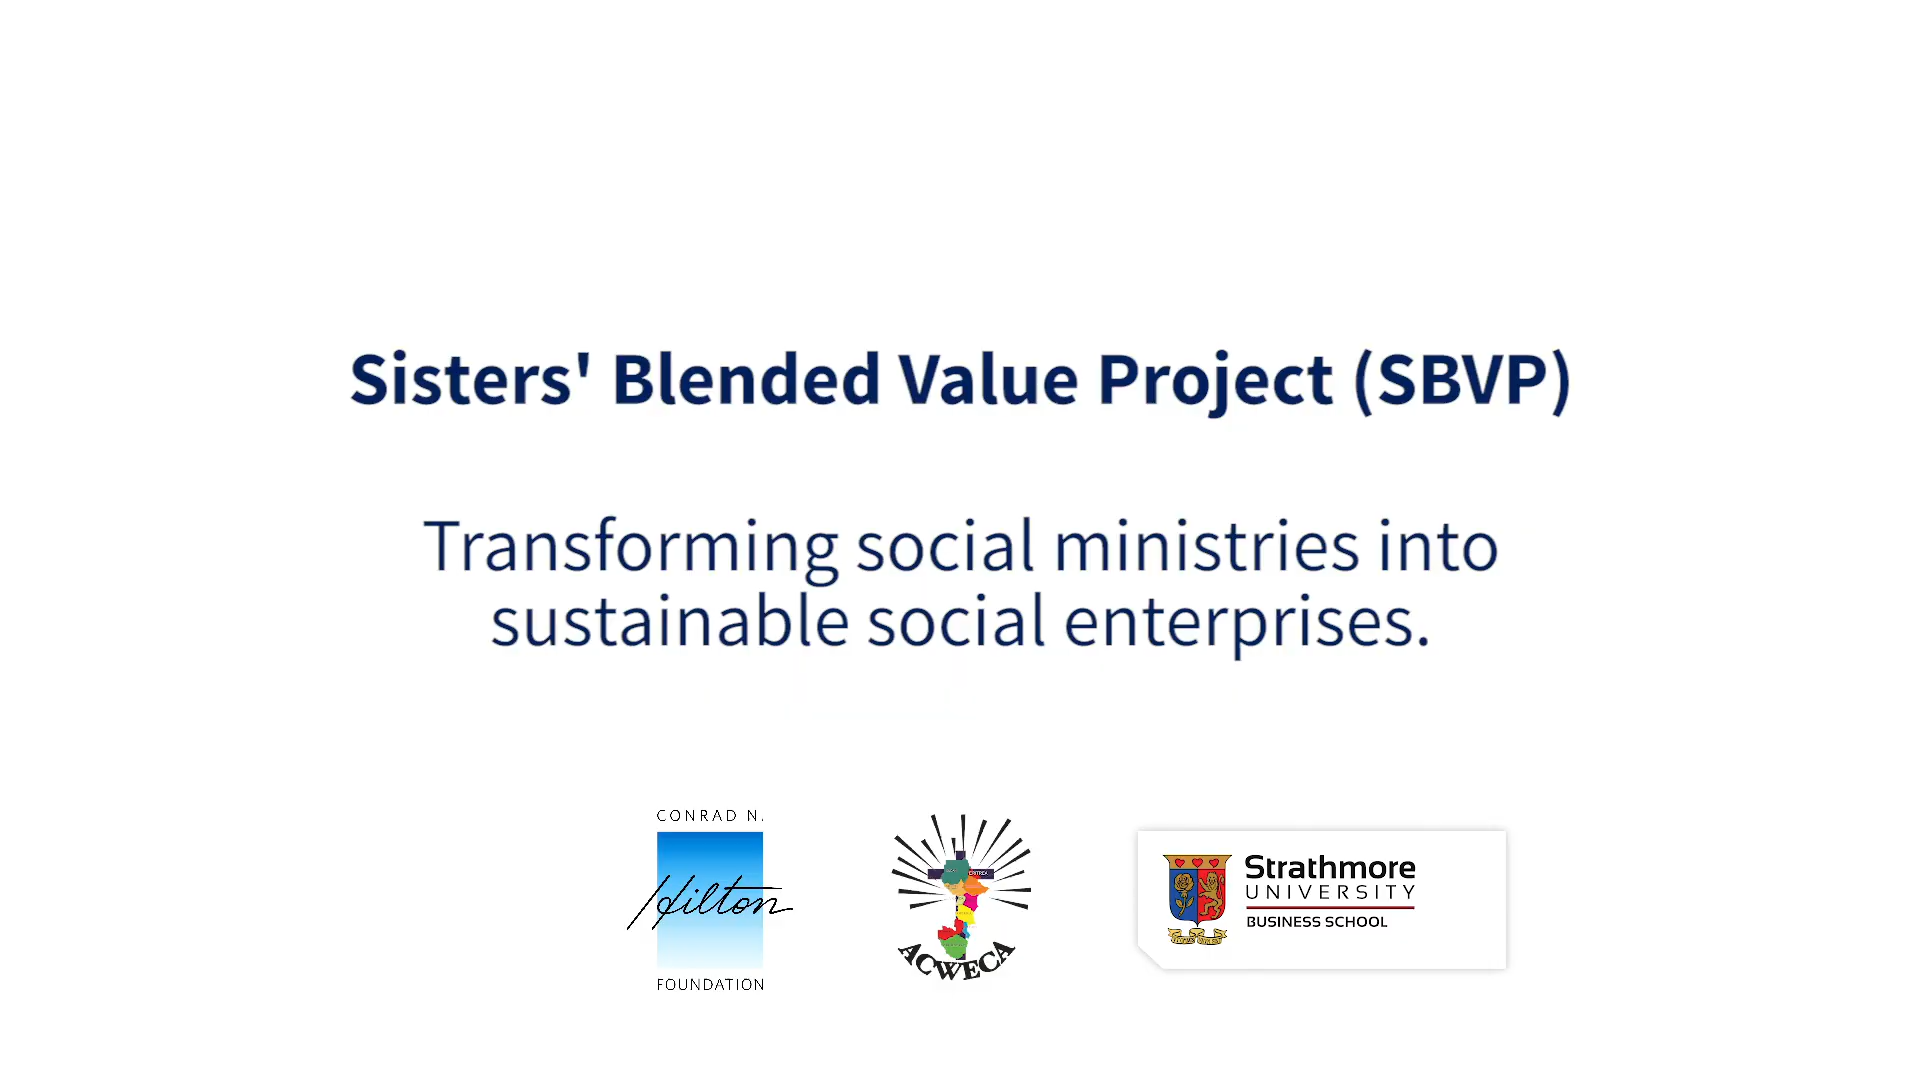 Sisters' Blended Value Project (SBVP)
Transforming social ministries into
sustainable social enterprises.
CONRAD N.
Hilton
FOUNDATION
ERITREA
ACWECA
Strathmore
UNIVERSITY
BUSINESS SCHOOL